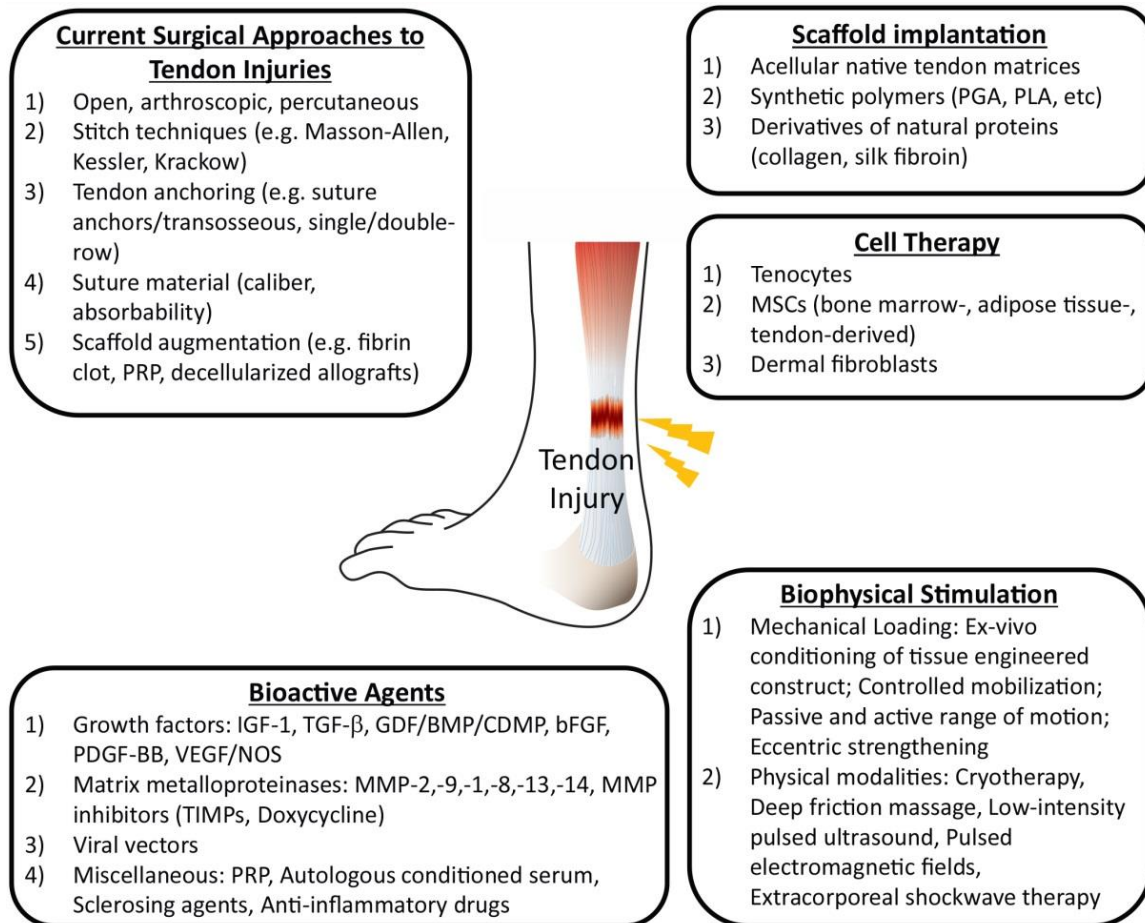 Current Surgical Approaches to
Tendon Injuries
1) Open, arthroscopic, percutaneous
2) Stitch techniques (e.g. Masson-Allen,
Kessler, Krackow)
3) Tendon anchoring (e.g. suture
anchors/transosseous, single/double-
row)
4) Suture material (caliber,
absorbability)
5) Scaffold augmentation (e.g. fibrin
clot, PRP, decellularized allografts)
Scaffold implantation
1) Acellular native tendon matrices
2) Synthetic polymers (PGA, PLA, etc)
3) Derivatives of natural proteins
(collagen, silk fibroin)
Cell Therapy
1) Tenocytes
2) MSCs (bone marrow-, adipose tissue-,
tendon-derived)
3) Dermal fibroblasts
Tendon
Injury
Bioactive Agents
1) Growth factors: IGF-1, TGF-β, GDF/BMP/CDMP, bFGF,
PDGF-BB, VEGF/NOS
2) Matrix metalloproteinases: MMP-2,-9,-1,-8,-13,-14, MMP
inhibitors (TIMPs, Doxycycline)
3) Viral vectors
4) Miscellaneous: PRP, Autologous conditioned serum,
Sclerosing agents, Anti-inflammatory drugs
Biophysical Stimulation
1) Mechanical Loading: Ex-vivo
conditioning of tissue engineered
construct; Controlled mobilization;
Passive and active range of motion;
Eccentric strengthening
2) Physical modalities: Cryotherapy,
Deep friction massage, Low-intensity
pulsed ultrasound, Pulsed
electromagnetic fields,
Extracorporeal shockwave therapy